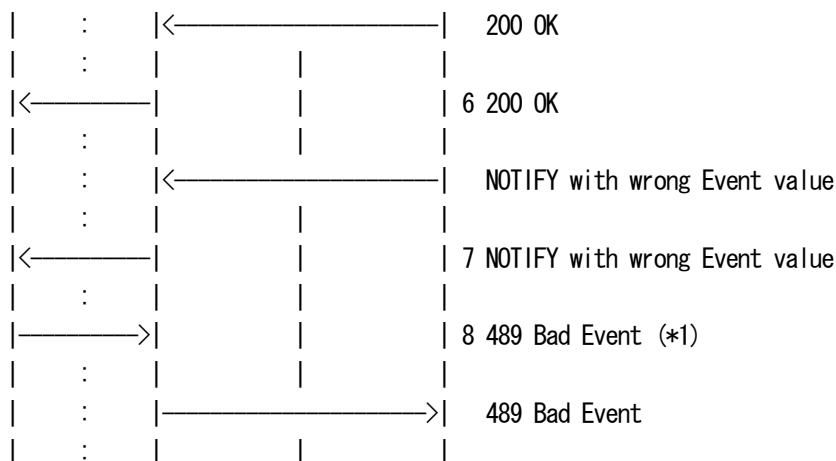 200 OK
6 200 OK
NOTIFY with wrong Event value
7 NOTIFY with wrong Event value
8 489 Bad Event (*1)
489 Bad Event